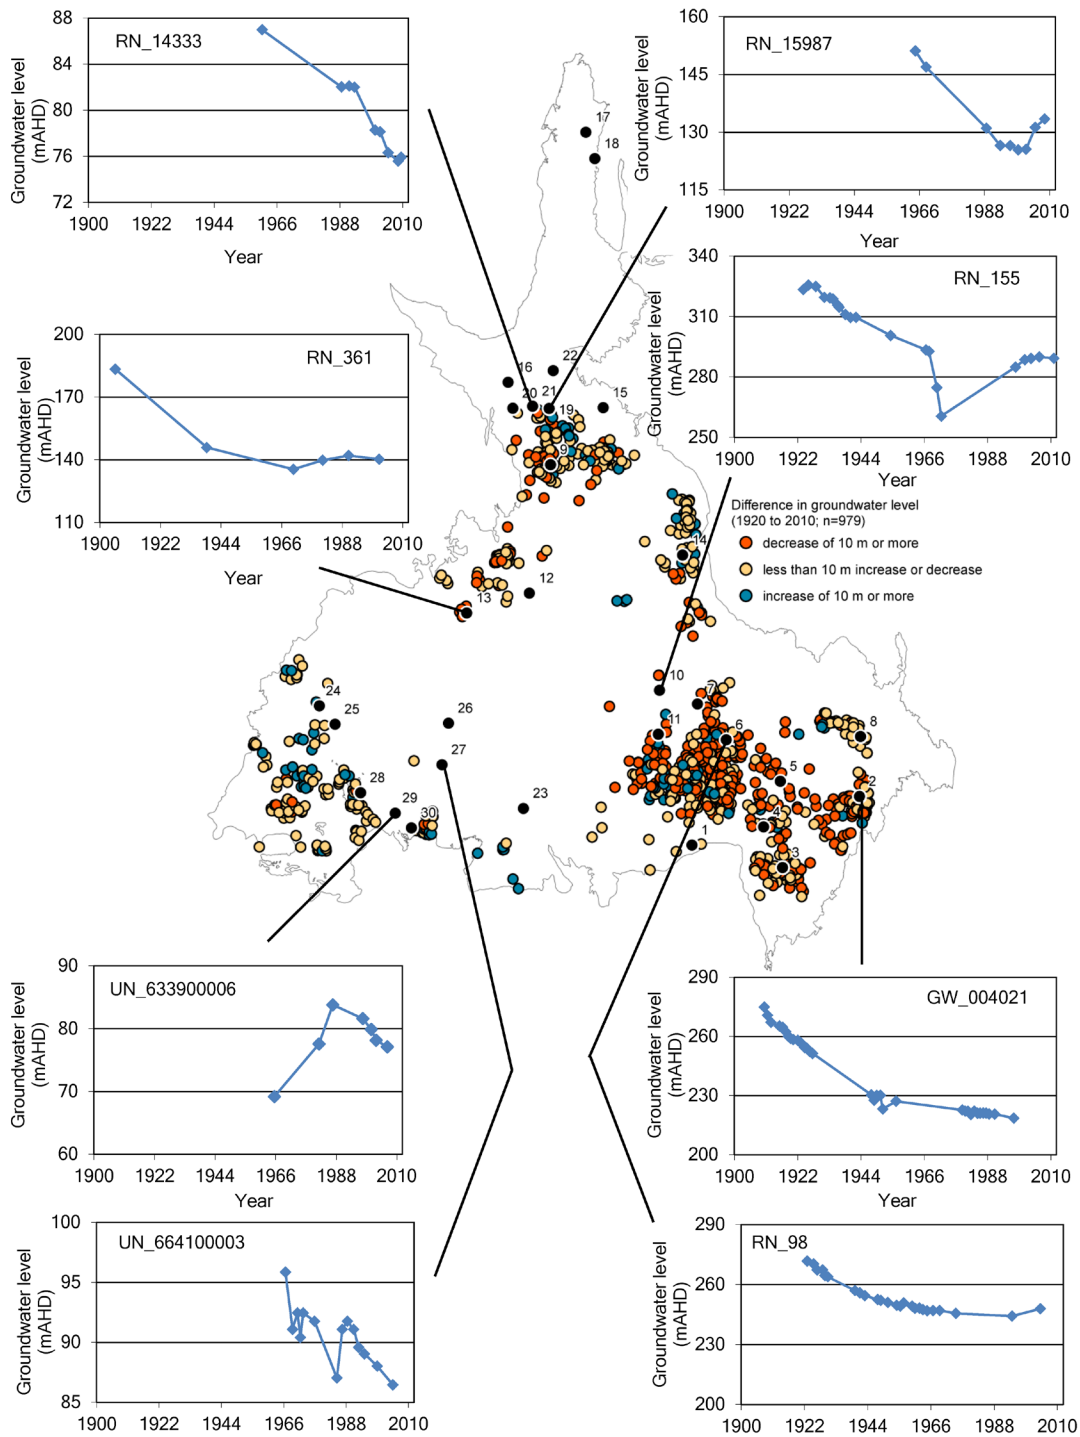 RN_14333
Groundwater level
(mAHD)
88
84
80
76
72
1900 1922 1944 1966 1988 2010
Year
RN_15987
Groundwater level
(mAHD)
160
145
130
115
1900 1922 1944 1966 1988 2010
Year
RN_155
Groundwater level
(mAHD)
340
310
280
250
1900 1922 1944 1966 1988 2010
Year
RN_361
Groundwater level
(mAHD)
200
170
140
110
1900 1922 1944 1966 1988 2010
Year
17
18
22
16
20
21
19
15
9
14
12
13
10
7
11
6
8
5
2
4
1
3
24
25
26
27
28
29
30
23
Difference in groundwater level
(1920 to 2010; n=979)
decrease of 10 m or more
less than 10 m increase or decrease
increase of 10 m or more
UN_633900006
Groundwater level
(mAHD)
90
80
70
60
1900 1922 1944 1966 1988 2010
Year
GW_004021
Groundwater level
(mAHD)
290
260
230
200
1900 1922 1944 1966 1988 2010
Year
UN_664100003
Groundwater level
(mAHD)
100
95
90
85
1900 1922 1944 1966 1988 2010
RN_98
Groundwater level
(mAHD)
290
260
230
200
1900 1922 1944 1966 1988 2010